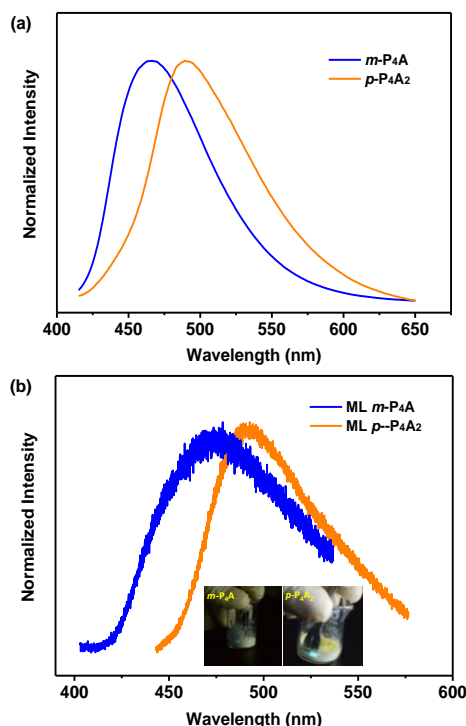 (a)
m-P₄A
p-P₄A₂
Normalized Intensity
400 450 500 550 600 650
Wavelength (nm)
(b)
ML m-P₄A
ML p--P₄A₂
Normalized Intensity
m-P₄A p-P₄A₂
400 450 500 550 600
Wavelength (nm)